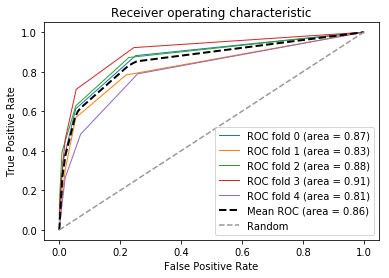 Receiver operating characteristic
True Positive Rate
1.0
0.8
0.6
0.4
0.2
0.0
ROC fold 0 (area = 0.87)
ROC fold 1 (area = 0.83)
ROC fold 2 (area = 0.88)
ROC fold 3 (area = 0.91)
ROC fold 4 (area = 0.81)
Mean ROC (area = 0.86)
Random
0.0 0.2 0.4 0.6 0.8 1.0
False Positive Rate